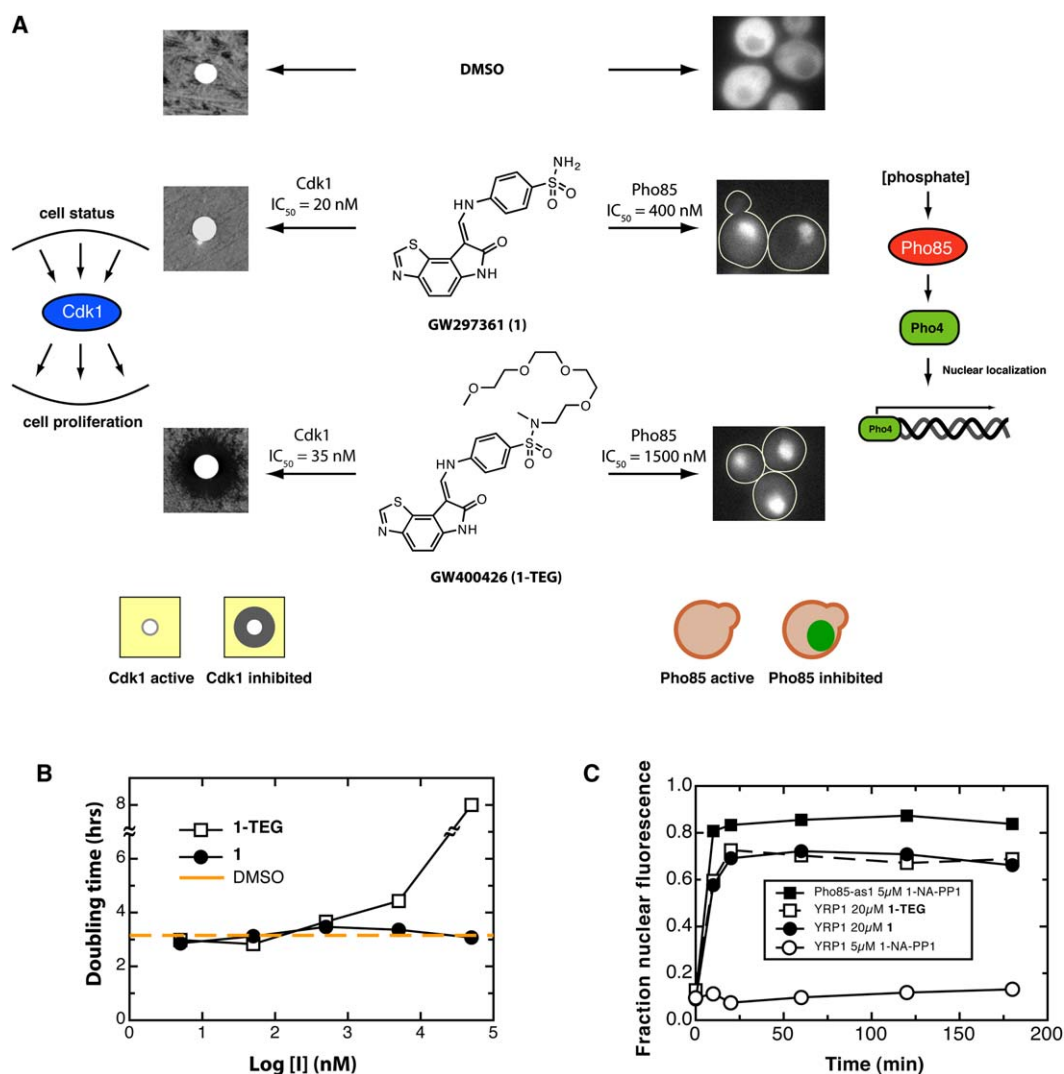 A
DMSO
Cdk1
IC50 = 20 nM
NH2
S
O
O
HN
O
S
N
NH
GW297361 (1)
Pho85
IC50 = 400 nM
cell status
Cdk1
cell proliferation
[phosphate]
Pho85
Pho4
Nuclear localization
Pho4
Cdk1
IC50 = 35 nM
O
O
O
O
N
S
O
O
HN
O
S
N
NH
GW400426 (1-TEG)
Pho85
IC50 = 1500 nM
Cdk1 active
Cdk1 inhibited
Pho85 active
Pho85 inhibited
B
Doubling time (hrs)
8
6
4
2
0
1-TEG
1
DMSO
0
1
2
3
4
5
Log [I] (nM)
C
Fraction nuclear fluorescence
1.0
0.8
0.6
0.4
0.2
0.0
Pho85-as1 5µM 1-NA-PP1
YRP1 20µM 1-TEG
YRP1 20µM 1
YRP1 5µM 1-NA-PP1
0
50
100
150
200
Time (min)